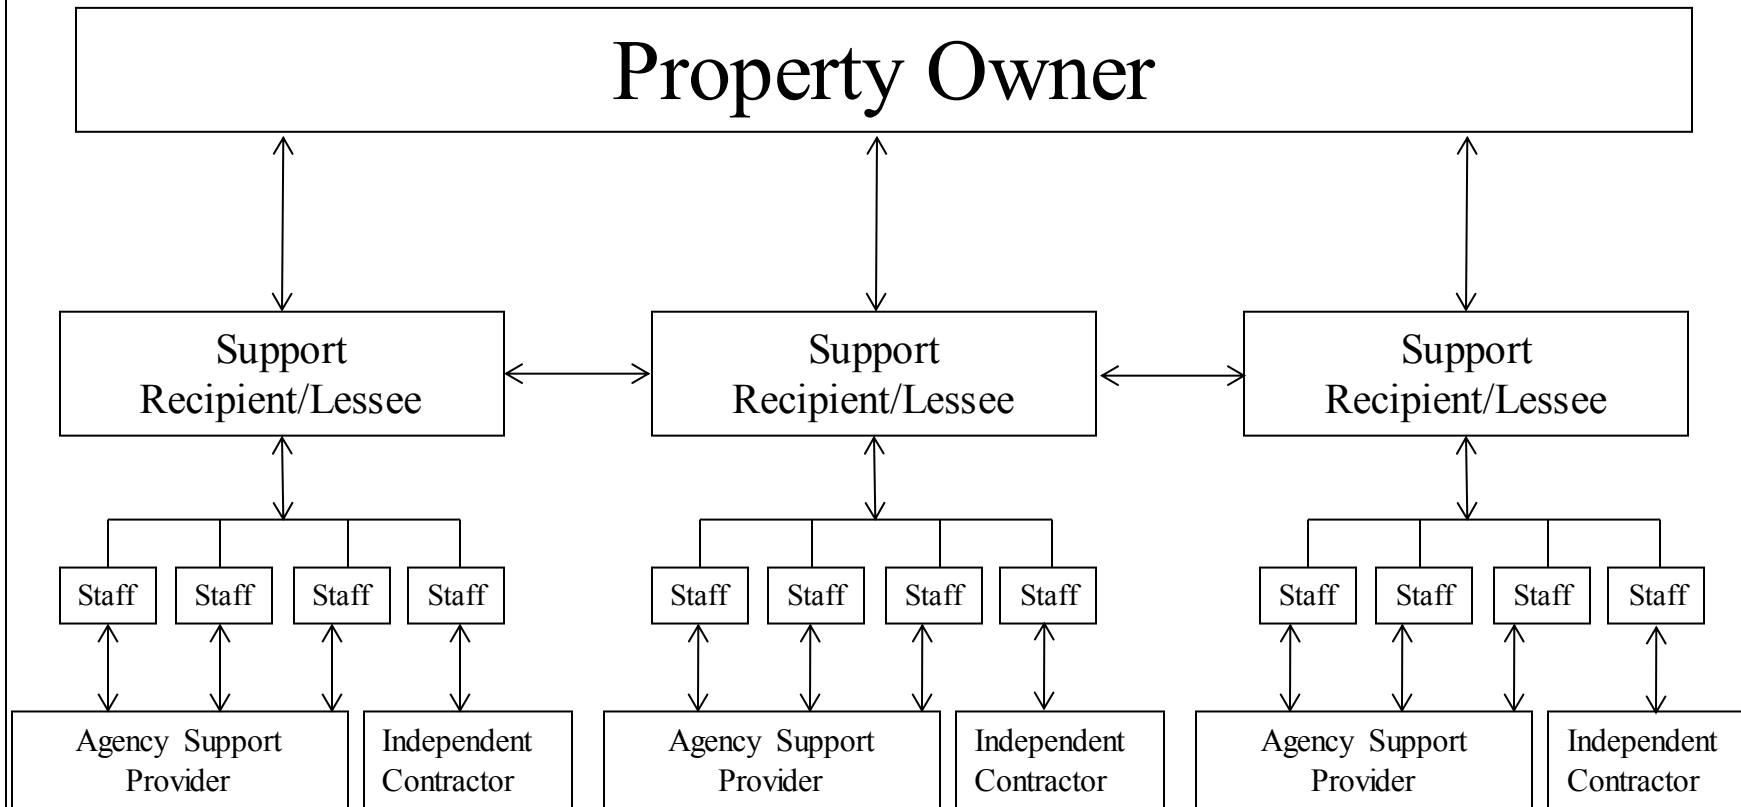 Property Owner
Support
Recipient/Lessee
Support
Recipient/Lessee
Support
Recipient/Lessee
Staff
Staff
Staff
Staff
Staff
Staff
Staff
Staff
Staff
Staff
Staff
Staff
Agency Support
Provider
Independent
Contractor
Agency Support
Provider
Independent
Contractor
Agency Support
Provider
Independent
Contractor